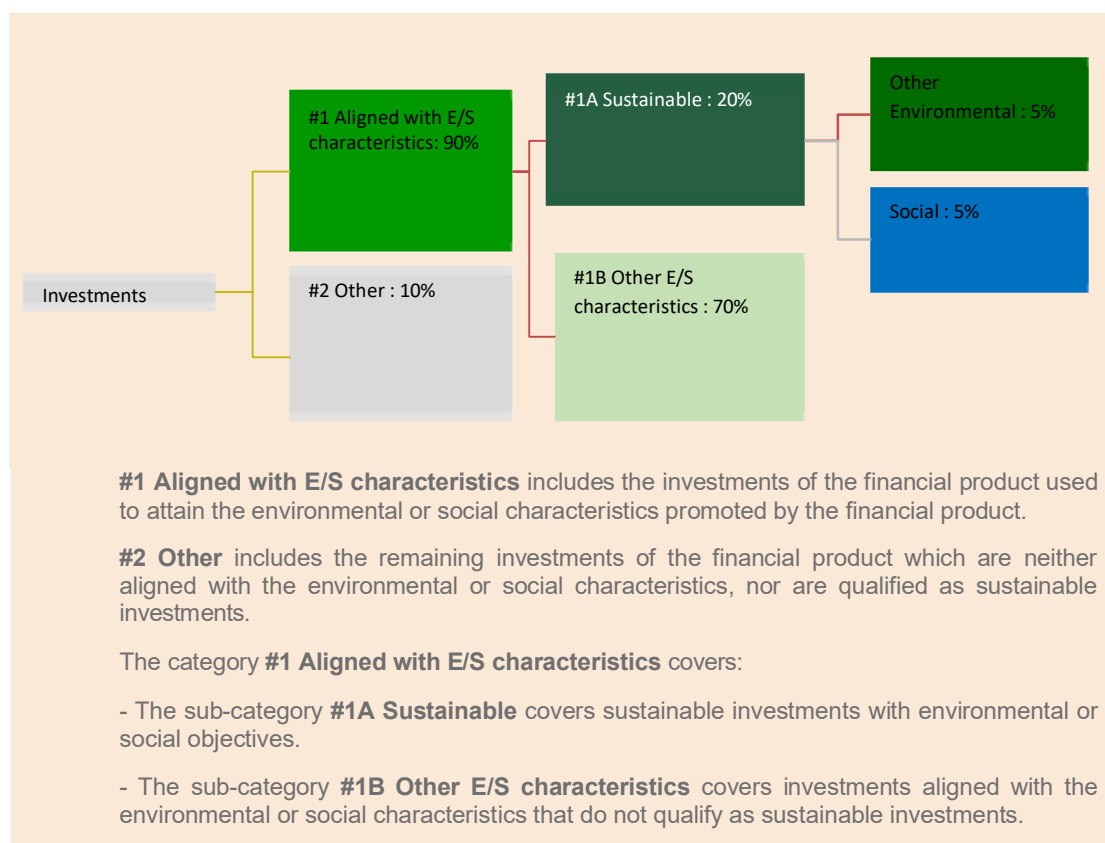 #1 Aligned with E/S
characteristics: 90%
#1A Sustainable : 20%
Other
Environmental : 5%
Social : 5%
Investments
#2 Other : 10%
#1B Other E/S
characteristics : 70%
#1 Aligned with E/S characteristics includes the investments of the financial product used
to attain the environmental or social characteristics promoted by the financial product.
#2 Other includes the remaining investments of the financial product which are neither
aligned with the environmental or social characteristics, nor are qualified as sustainable
investments.
The category #1 Aligned with E/S characteristics covers:
- The sub-category #1A Sustainable covers sustainable investments with environmental or
social objectives.
- The sub-category #1B Other E/S characteristics covers investments aligned with the
environmental or social characteristics that do not qualify as sustainable investments.